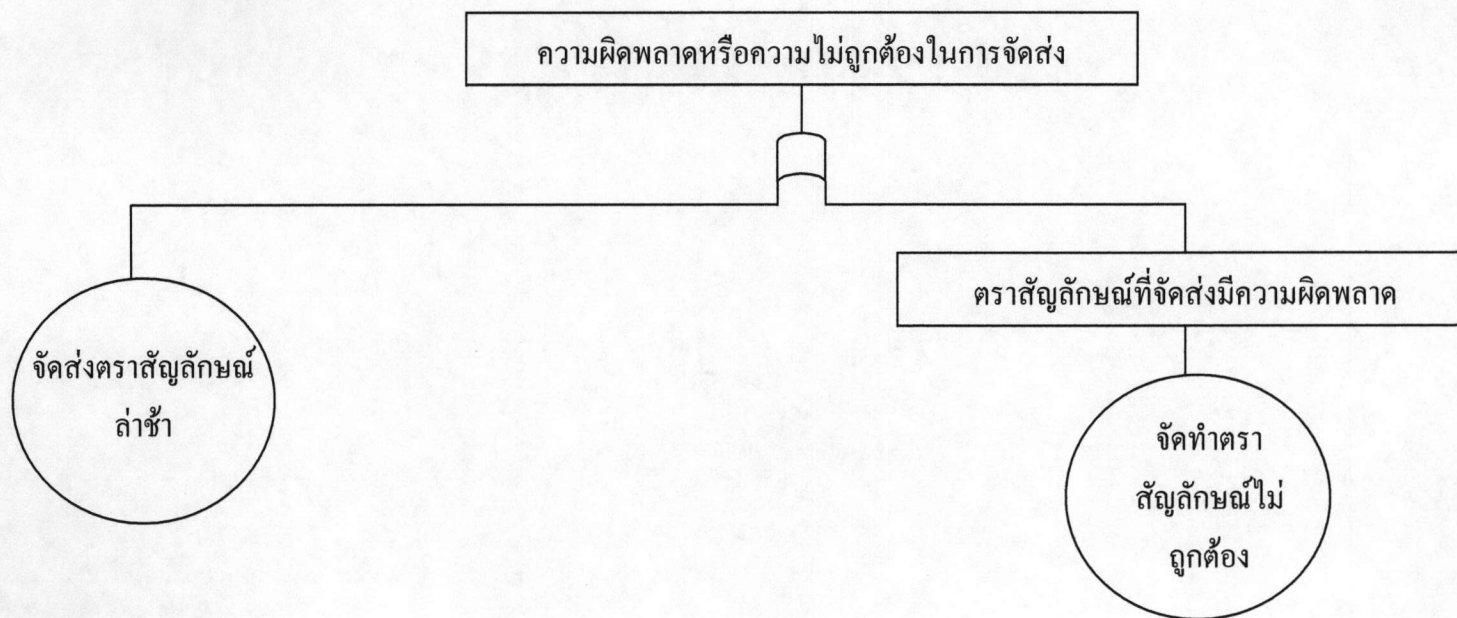 ความผิดพลาดหรือความไม่ถูกต้องในการจัดส่ง
ตราสัญลักษณ์ที่จัดส่งมีความผิดพลาด
จัดส่งตราสัญลักษณ์
ล่าช้า
จัดทำตรา
สัญลักษณ์ไม่
ถูกต้อง